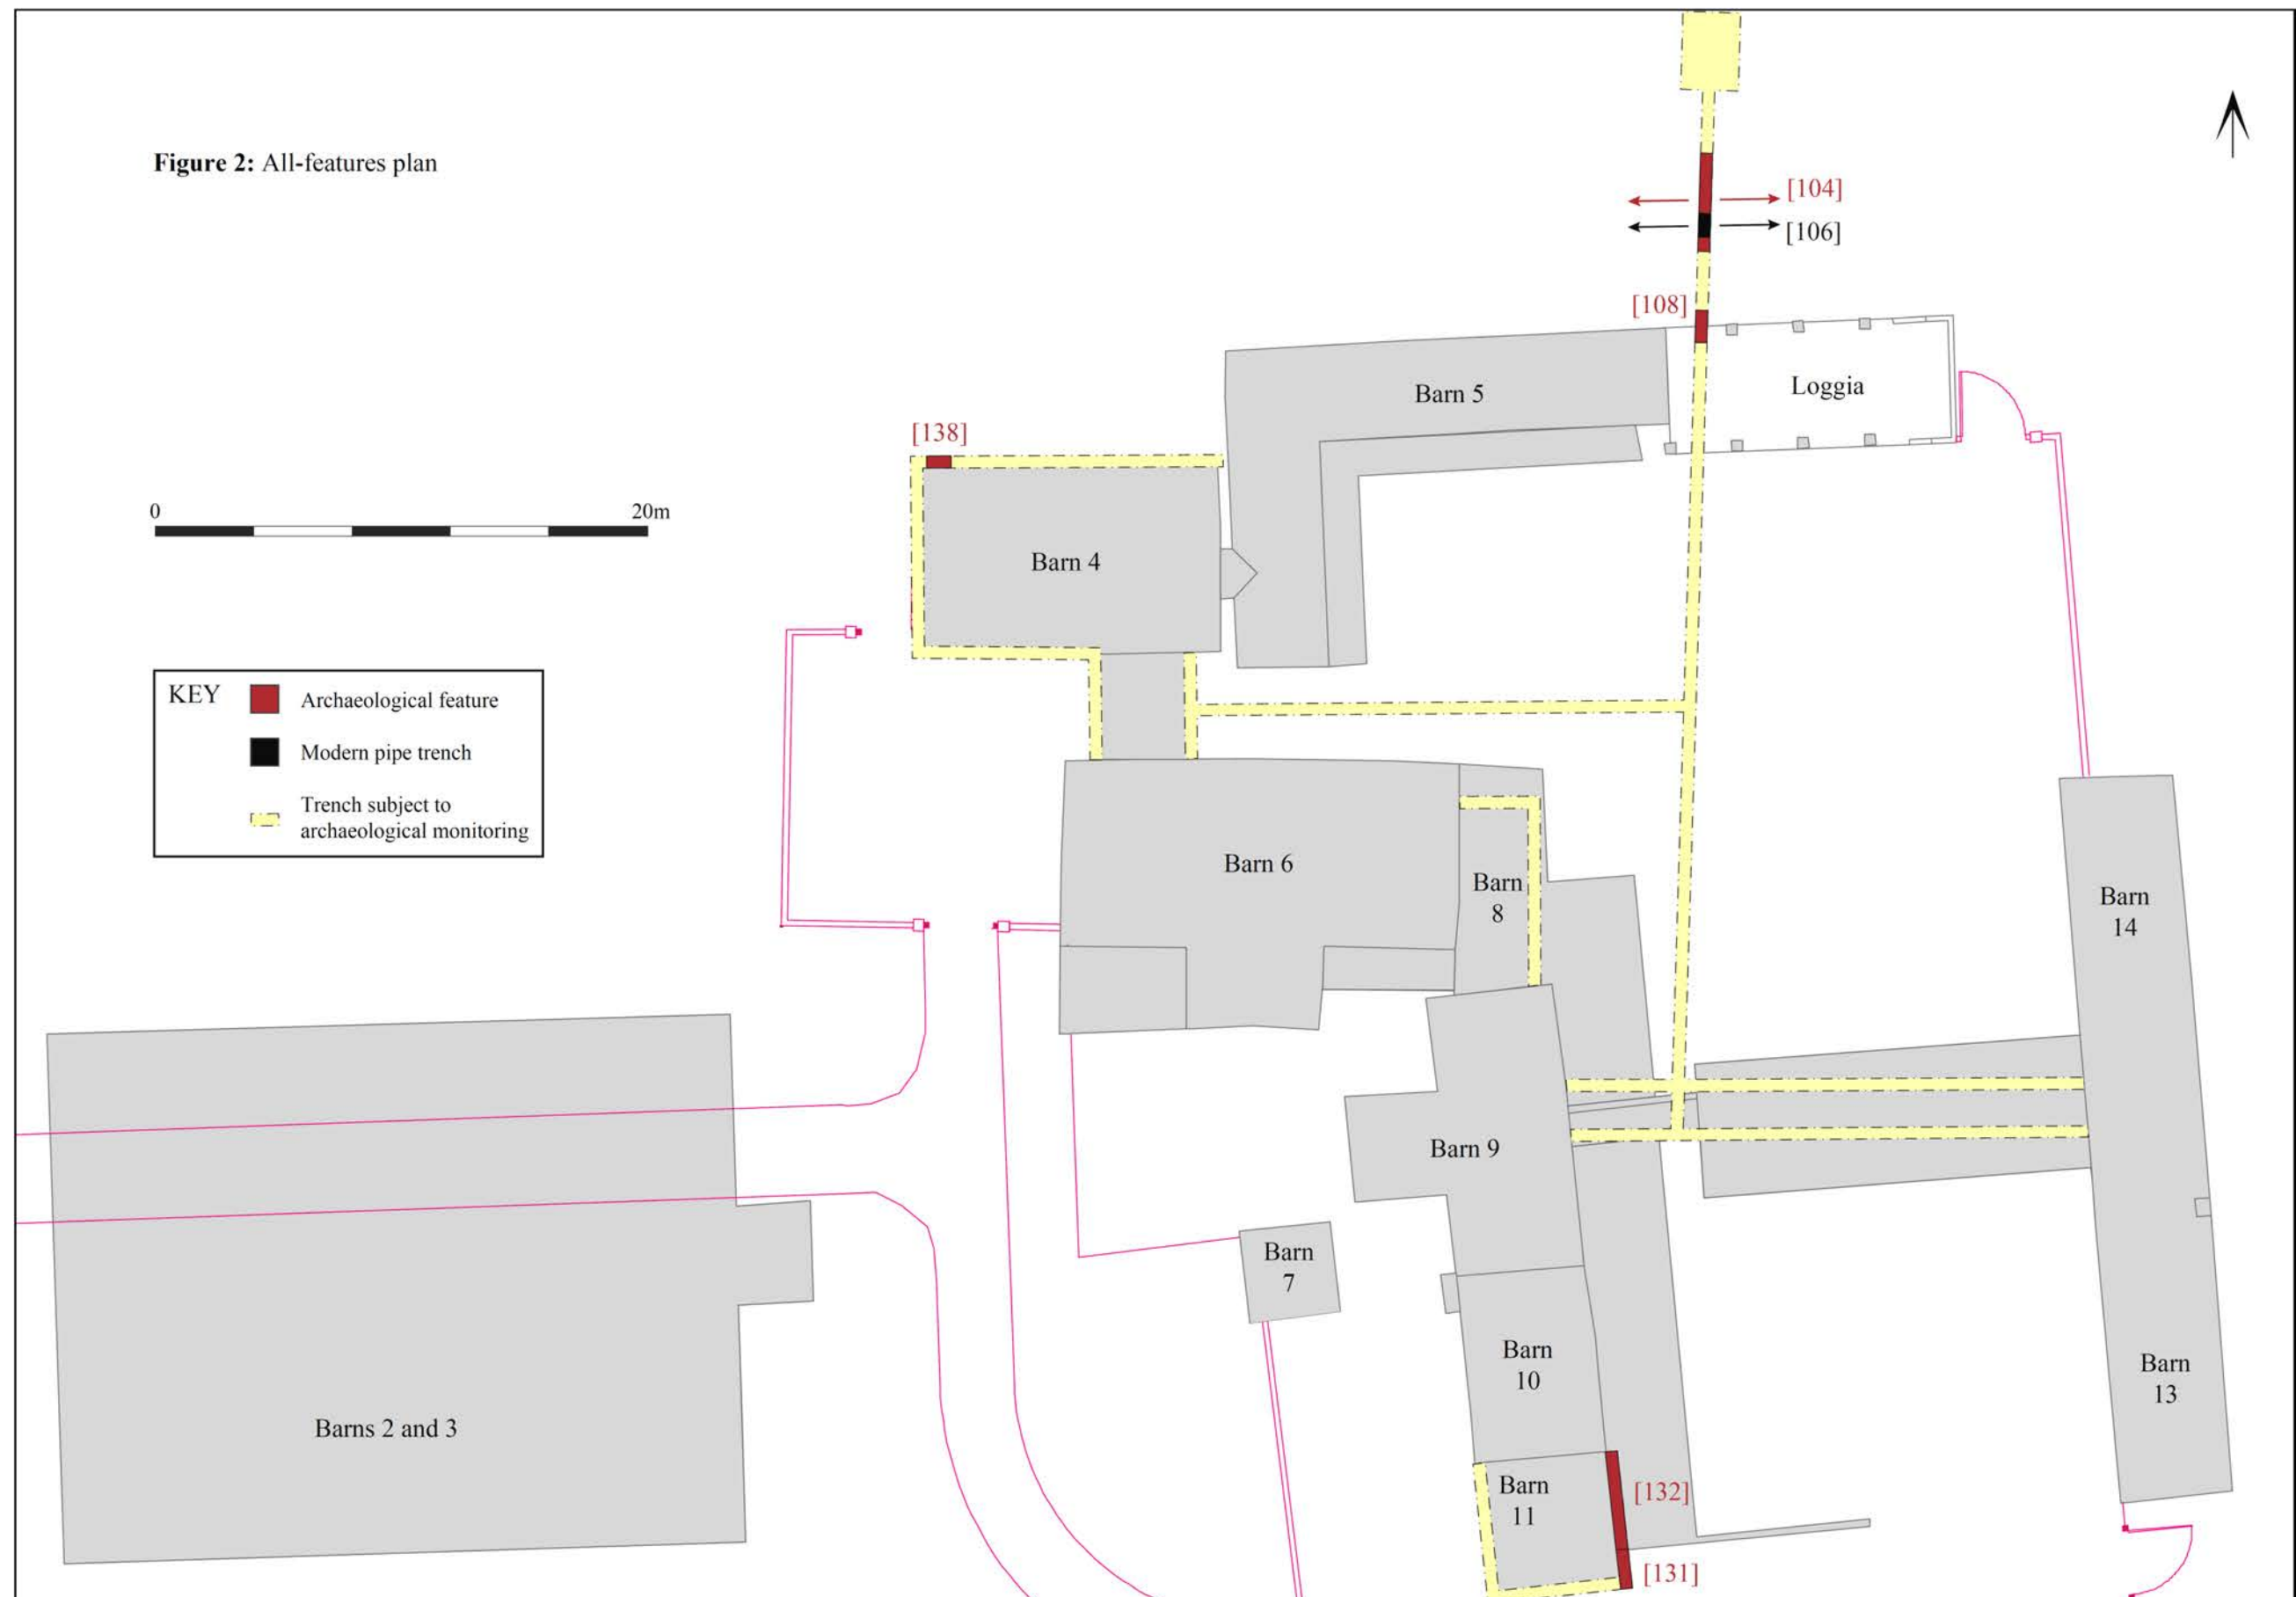 Figure 2: All-features plan
[104]
[106]
[108]
Loggia
Barn 5
[138]
0 20m
Barn 4
KEY
Archaeological feature
Modern pipe trench
Trench subject to
archaeological monitoring
Barn 6
Barn
8
Barn
14
Barn 9
Barn
7
Barn
10
Barn
13
Barns 2 and 3
Barn
11
[132]
[131]